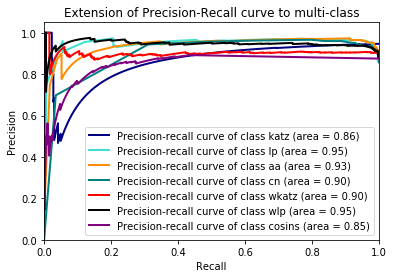 Extension of Precision-Recall curve to multi-class
1.0
0.8
0.6
0.4
0.2
0.0
Precision
Precision-recall curve of class katz (area = 0.86)
Precision-recall curve of class lp (area = 0.95)
Precision-recall curve of class aa (area = 0.93)
Precision-recall curve of class cn (area = 0.90)
Precision-recall curve of class wkatz (area = 0.90)
Precision-recall curve of class wlp (area = 0.95)
Precision-recall curve of class cosins (area = 0.85)
0.0 0.2 0.4 0.6 0.8 1.0
Recall